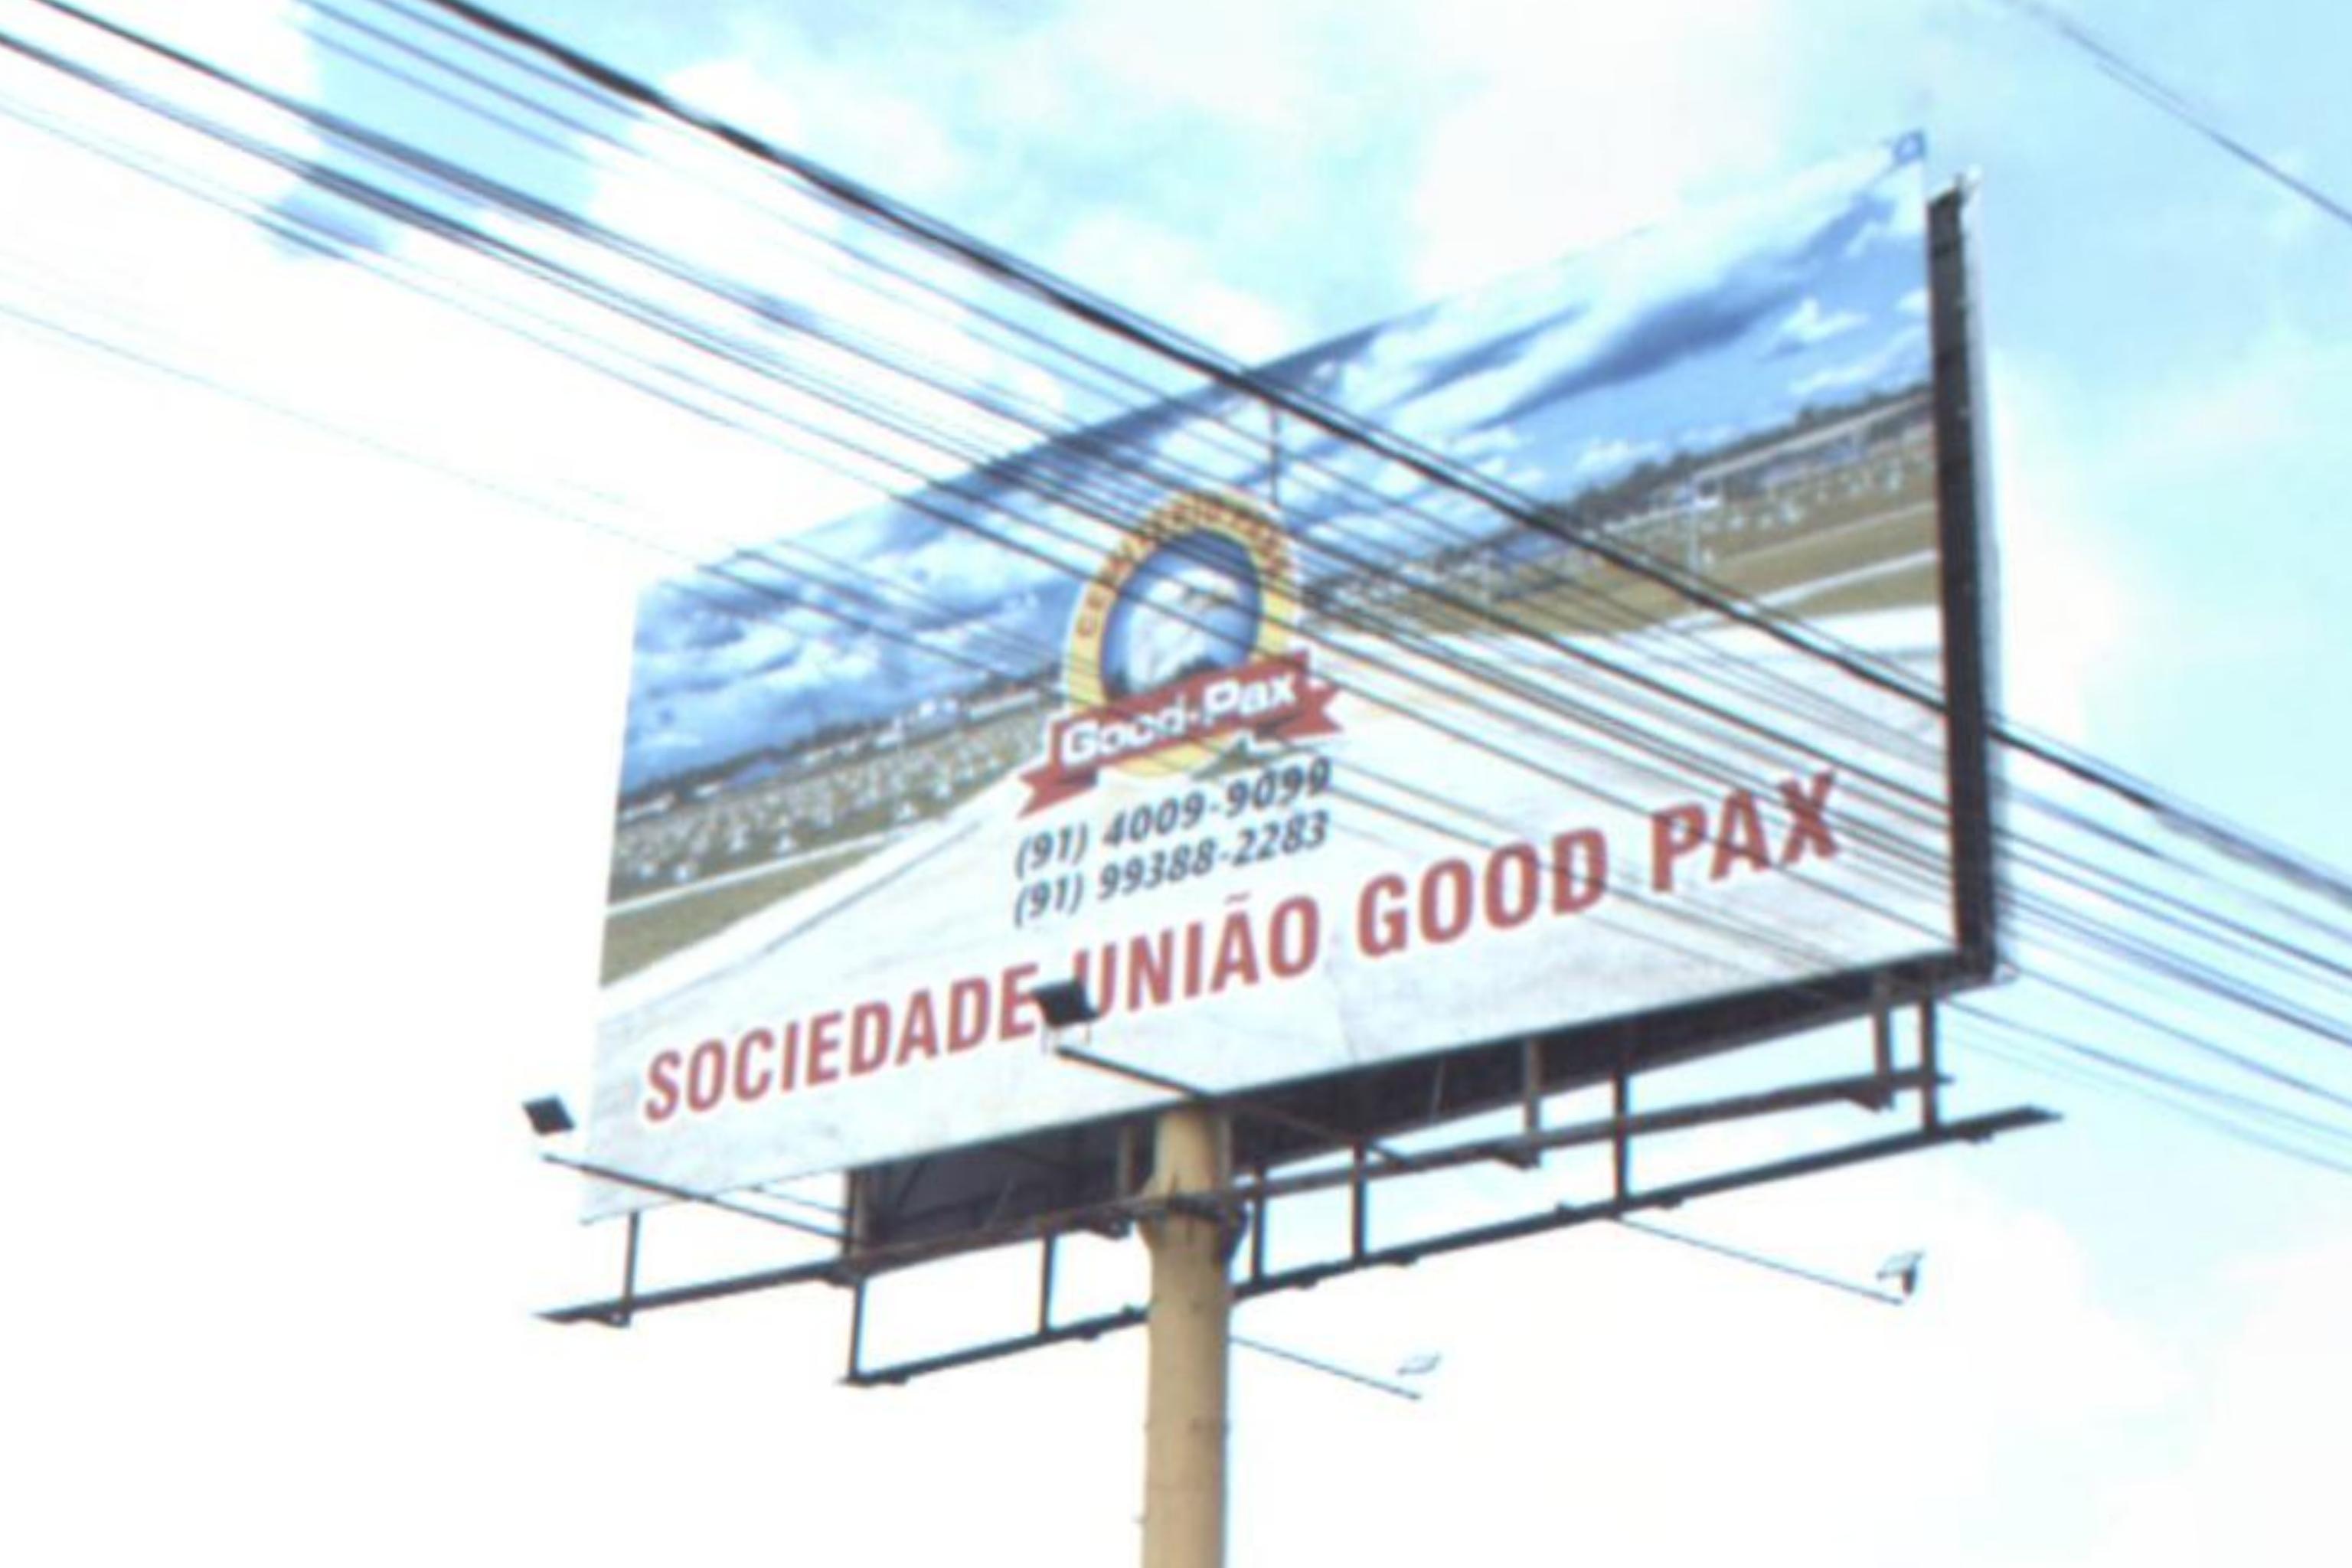 Good Pax
(91) 4009-9099
(91) 99388-2283
SOCIEDADE UNIÃO GOOD PAX